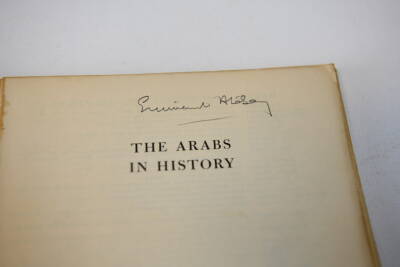 THE ARABS
IN HISTORY